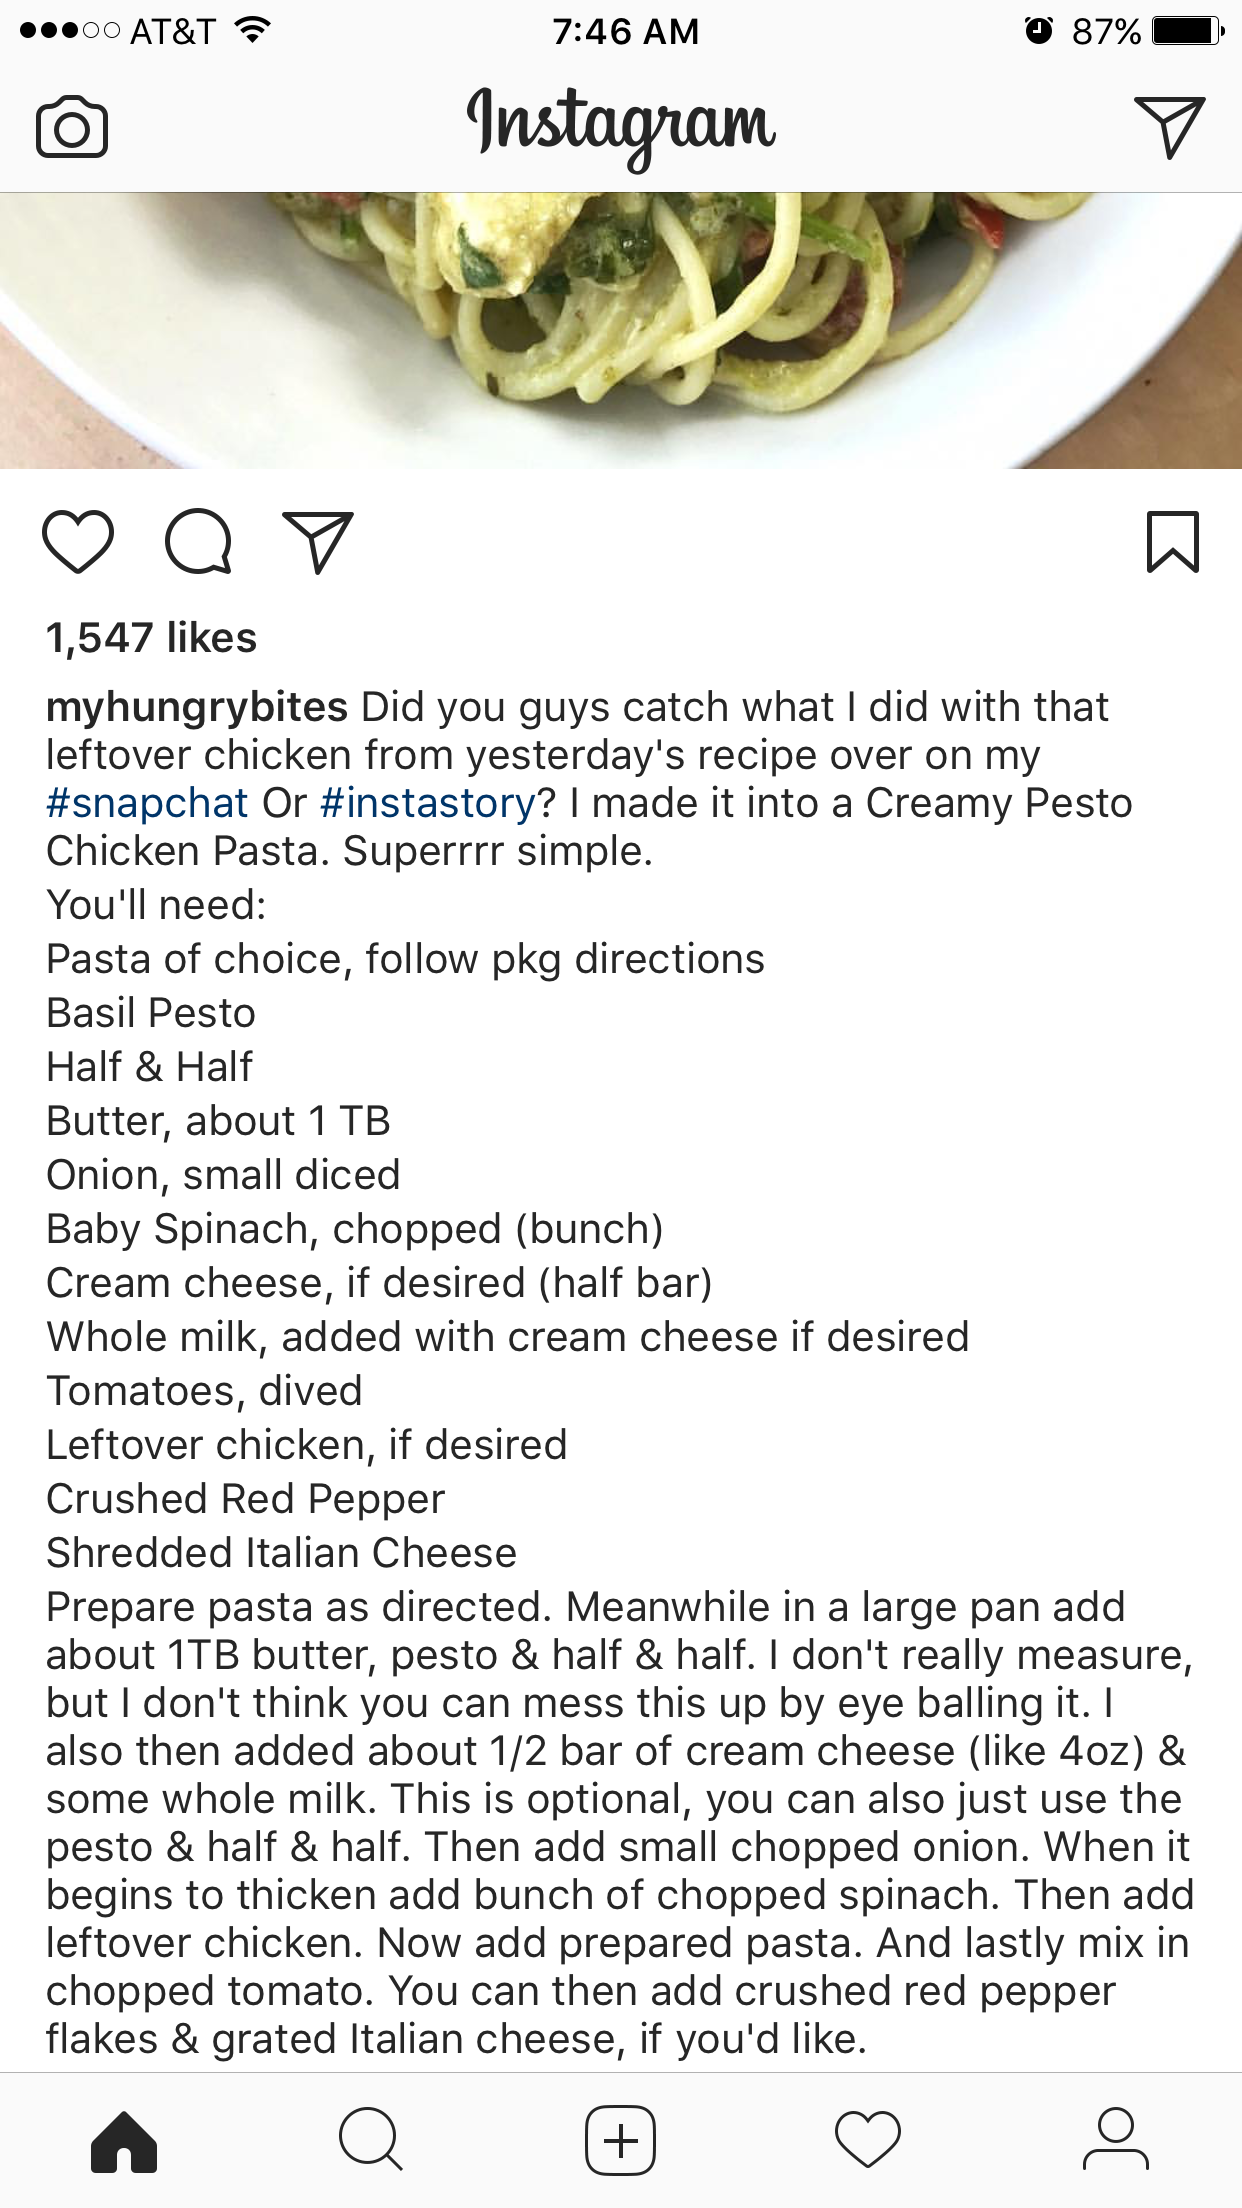 AT&T 7:46 AM 87%
Instagram
1,547 likes
myhungrybites Did you guys catch what I did with that
leftover chicken from yesterday's recipe over on my
#snapchat Or #instastory? I made it into a Creamy Pesto
Chicken Pasta. Superrrr simple.
You'll need:
Pasta of choice, follow pkg directions
Basil Pesto
Half & Half
Butter, about 1 TB
Onion, small diced
Baby Spinach, chopped (bunch)
Cream cheese, if desired (half bar)
Whole milk, added with cream cheese if desired
Tomatoes, dived
Leftover chicken, if desired
Crushed Red Pepper
Shredded Italian Cheese
Prepare pasta as directed. Meanwhile in a large pan add
about 1TB butter, pesto & half & half. I don't really measure,
but I don't think you can mess this up by eye balling it. I
also then added about 1/2 bar of cream cheese (like 4oz) &
some whole milk. This is optional, you can also just use the
pesto & half & half. Then add small chopped onion. When it
begins to thicken add bunch of chopped spinach. Then add
leftover chicken. Now add prepared pasta. And lastly mix in
chopped tomato. You can then add crushed red pepper
flakes & grated Italian cheese, if you'd like.